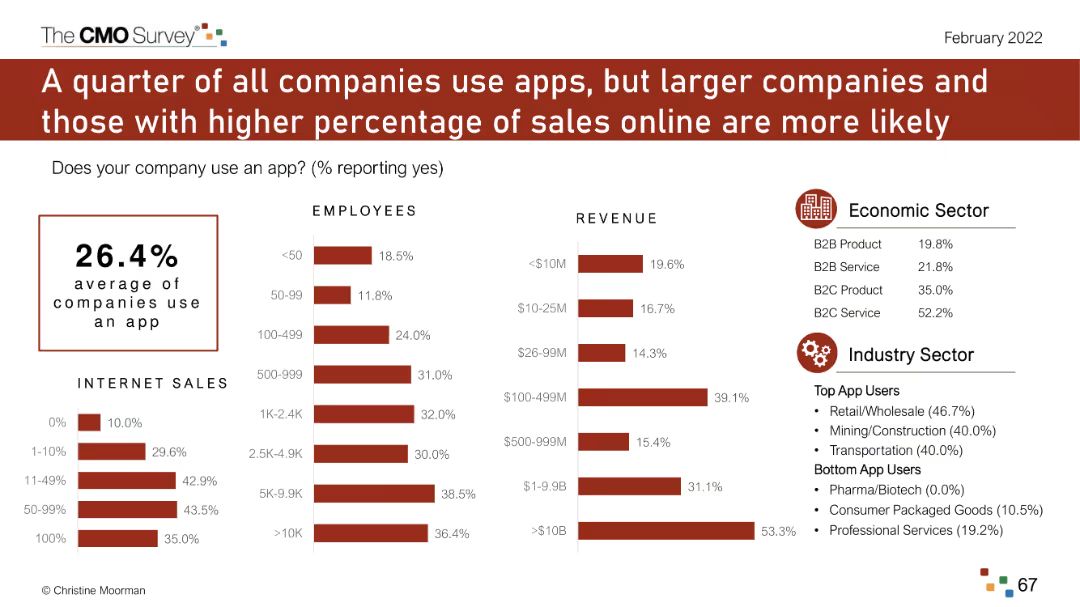 The CMO Survey®
February 2022
A quarter of all companies use apps, but larger companies and
those with higher percentage of sales online are more likely
Does your company use an app? (% reporting yes)
26.4%
average of
companies use
an app
INTERNET SALES
0% 10.0%
1-10% 29.6%
11-49% 42.9%
50-99% 43.5%
100% 35.0%
EMPLOYEES
<50 18.5%
50-99 11.8%
100-499 24.0%
500-999 31.0%
1K-2.4K 32.0%
2.5K-4.9K 30.0%
5K-9.9K 38.5%
>10K 36.4%
REVENUE
<$10M 19.6%
$10-25M 16.7%
$26-99M 14.3%
$100-499M 39.1%
$500-999M 15.4%
$1-9.9B 31.1%
>$10B 53.3%
Economic Sector
B2B Product 19.8%
B2B Service 21.8%
B2C Product 35.0%
B2C Service 52.2%
Industry Sector
Top App Users
• Retail/Wholesale (46.7%)
• Mining/Construction (40.0%)
• Transportation (40.0%)
Bottom App Users
• Pharma/Biotech (0.0%)
• Consumer Packaged Goods (10.5%)
• Professional Services (19.2%)
© Christine Moorman
67